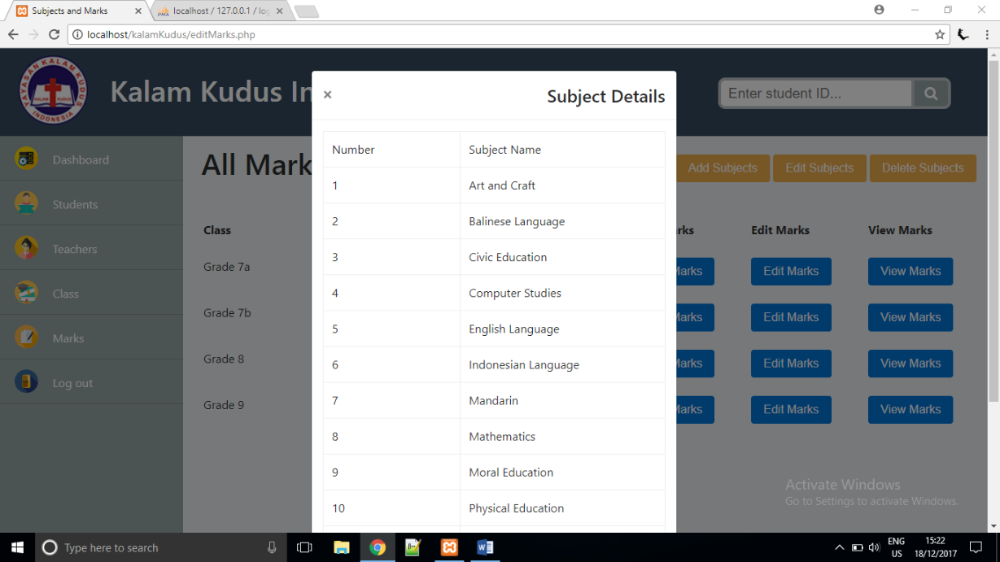 Subjects and Marks
localhost / 127.0.0.1 / log
localhost/kalamKudus/editMarks.php
YAYASAN KALAM KUDUS
KALAM KUDUS
INDONESIA
Kalam Kudus In
Enter student ID...
× Subject Details
Dashboard
Students
Teachers
Class
Marks
Log out
All Mark
Add Subjects Edit Subjects Delete Subjects
Class rks Edit Marks View Marks
Grade 7a Marks Edit Marks View Marks
Grade 7b Marks Edit Marks View Marks
Grade 8 Marks Edit Marks View Marks
Grade 9 Marks Edit Marks View Marks
Number Subject Name
1 Art and Craft
2 Balinese Language
3 Civic Education
4 Computer Studies
5 English Language
6 Indonesian Language
7 Mandarin
8 Mathematics
9 Moral Education
10 Physical Education
Activate Windows
Go to Settings to activate Windows.
Type here to search
ENG
US
15:22
18/12/2017